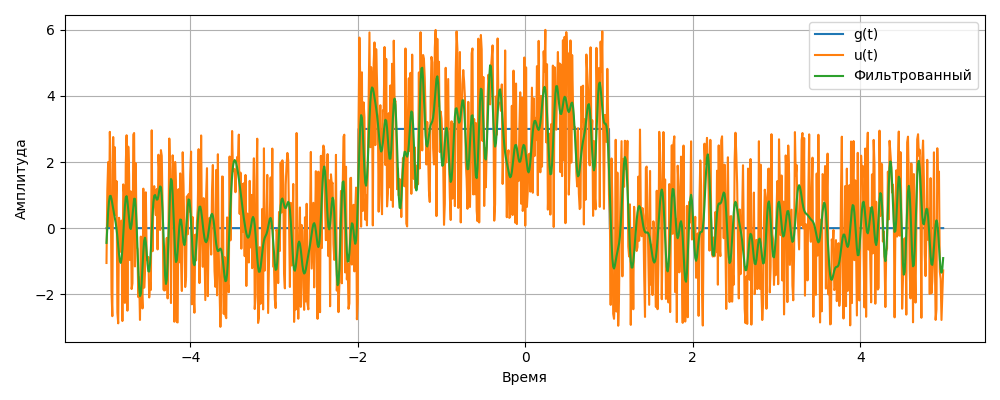 g(t)
u(t)
Фильтрованный
Амплитуда
6
4
2
0
−2
−4
−2
0
2
4
Время